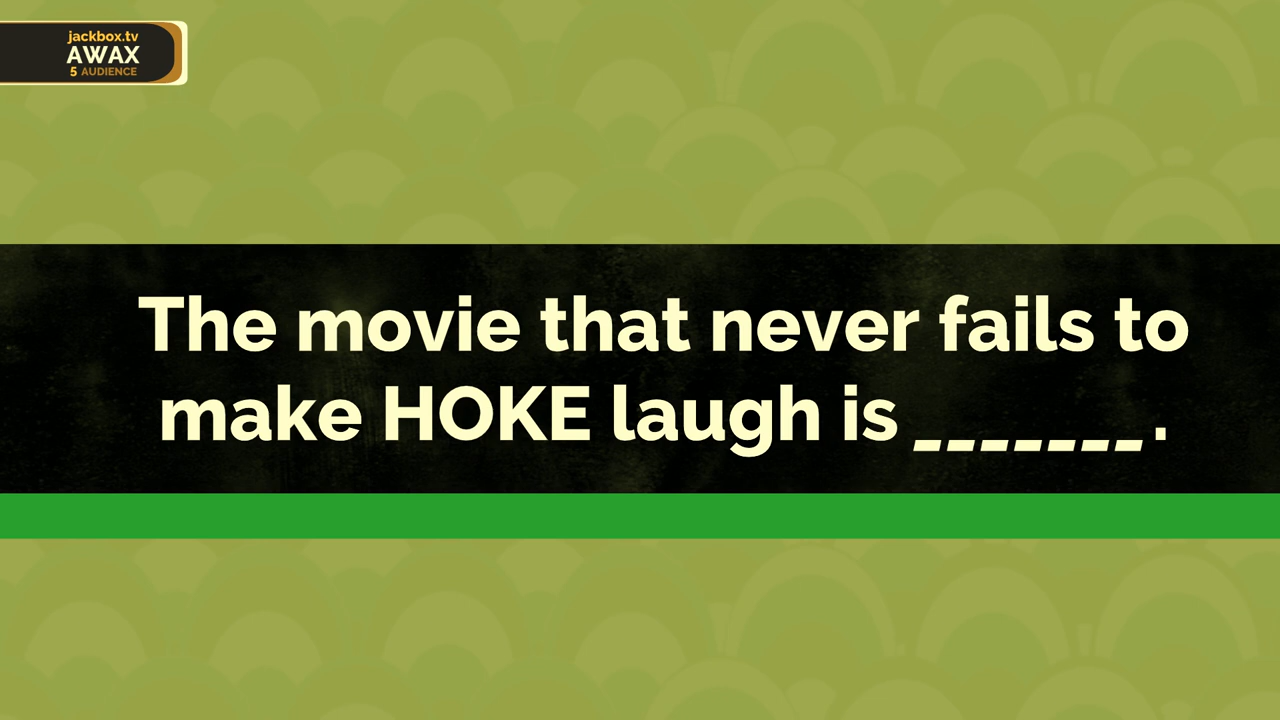 jackbox.tv
AWAX
5 AUDIENCE
The movie that never fails to
make HOKE laugh is _______.